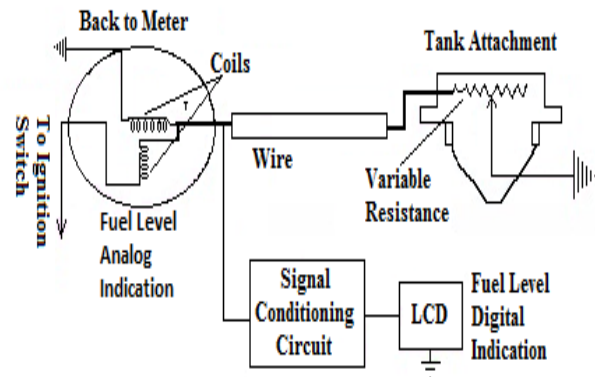 Back to Meter
Coils
Tank Attachment
To Ignition
Switch
Wire
Variable
Resistance
Fuel Level
Analog
Indication
Signal
Conditioning
Circuit
LCD
Fuel Level
Digital
Indication